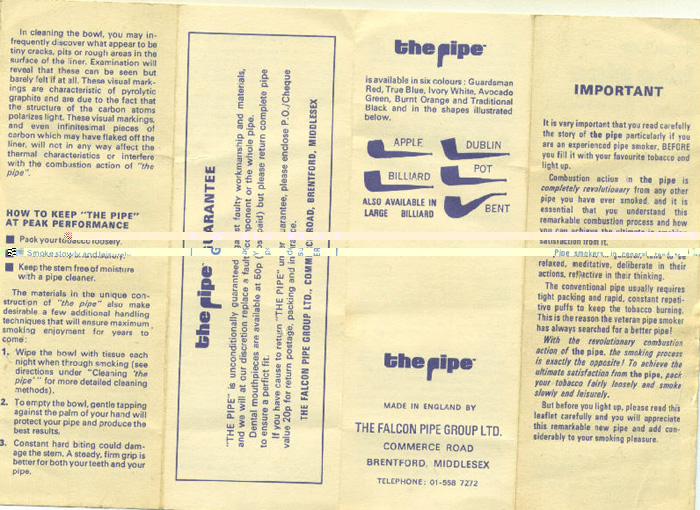 In cleaning the bowl, you may in-
frequently discover what appear to be
tiny cracks, pits or rough areas in the
surface of the liner. Examination will
reveal that these can be seen but
barely felt if at all. These visual mark-
ings are characteristic of pyrolytic
graphite and are due to the fact that
the structure of the carbon atoms
polarizes light. These visual markings,
and even infinitesimal pieces of
carbon which may have flaked off the
liner, will not in any way affect the
thermal characteristics or interfere
with the combustion action of "the
pipe".
HOW TO KEEP "THE PIPE"
AT PEAK PERFORMANCE
Pack your tobacco loosely.
Smoke slowly and leisurely.
Keep the stem free of moisture
with a pipe cleaner.
The materials in the unique con-
struction of "the pipe" also make
desirable a few additional handling
techniques that will ensure maximum
smoking enjoyment for years to
come:
1. Wipe the bowl with tissue each
night when through smoking (see
directions under "Cleaning 'the
pipe'" for more detailed cleaning
methods).
2. To empty the bowl, gentle tapping
against the palm of your hand will
protect your pipe and produce the
best results.
3. Constant hard biting could dam-
age the stem. A steady, firm grip is
better for both your teeth and your
pipe.
the pipe GUARANTEE
"THE PIPE" is unconditionally guaranteed against faulty workmanship and materials,
and we will at our discretion replace a faulty component or the whole pipe.
Dental mouthpieces are available at 60p (post paid) but please return complete pipe
to ensure a perfect fit.
If you have cause to return "THE PIPE" under guarantee, please enclose P.O./Cheque
value 20p for return postage, packing and insurance.
THE FALCON PIPE GROUP LTD., COMMERCE ROAD, BRENTFORD, MIDDLESEX
the pipe
is available in six colours: Guardsman
Red, True Blue, Ivory White, Avocado
Green, Burnt Orange and Traditional
Black and in the shapes illustrated
below.
APPLE
DUBLIN
BILLIARD
POT
ALSO AVAILABLE IN
LARGE BILLIARD
BENT
the pipe
MADE IN ENGLAND BY
THE FALCON PIPE GROUP LTD.
COMMERCE ROAD
BRENTFORD, MIDDLESEX
TELEPHONE: 01-558 7272
IMPORTANT
It is very important that you read carefully
the story of the pipe particularly if you
are an experienced pipe smoker, BEFORE
you fill it with your favourite tobacco and
light up.
Combustion action in the pipe is
completely revolutionary from any other
pipe you have ever smoked, and it is
essential that you understand this
remarkable combustion process and how
you can achieve the ultimate in smoking
satisfaction from it.
Pipe smokers in general
relaxed, meditative, deliberate in their
actions, reflective in their thinking.
The conventional pipe usually requires
tight packing and rapid, constant repeti-
tive puffs to keep the tobacco burning.
This is the reason the veteran pipe smoker
has always searched for a better pipe!
With the revolutionary combustion
action of the pipe, the smoking process
is exactly the opposite! To achieve the
ultimate satisfaction from the pipe, pack
your tobacco fairly loosely and smoke
slowly and leisurely.
But before you light up, please read this
leaflet carefully and you will appreciate
this remarkable new pipe and add con-
siderably to your smoking pleasure.